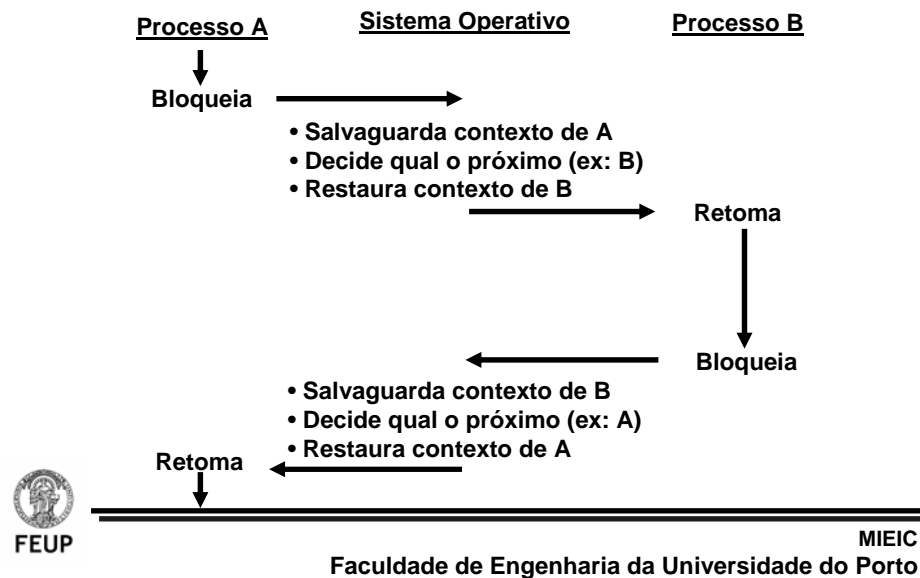 Processo A
Sistema Operativo
Processo B
Bloqueia
• Salvaguarda contexto de A
• Decide qual o próximo (ex: B)
• Restaura contexto de B
Retoma
Bloqueia
• Salvaguarda contexto de B
• Decide qual o próximo (ex: A)
• Restaura contexto de A
Retoma
FEUP
MIEIC
Faculdade de Engenharia da Universidade do Porto